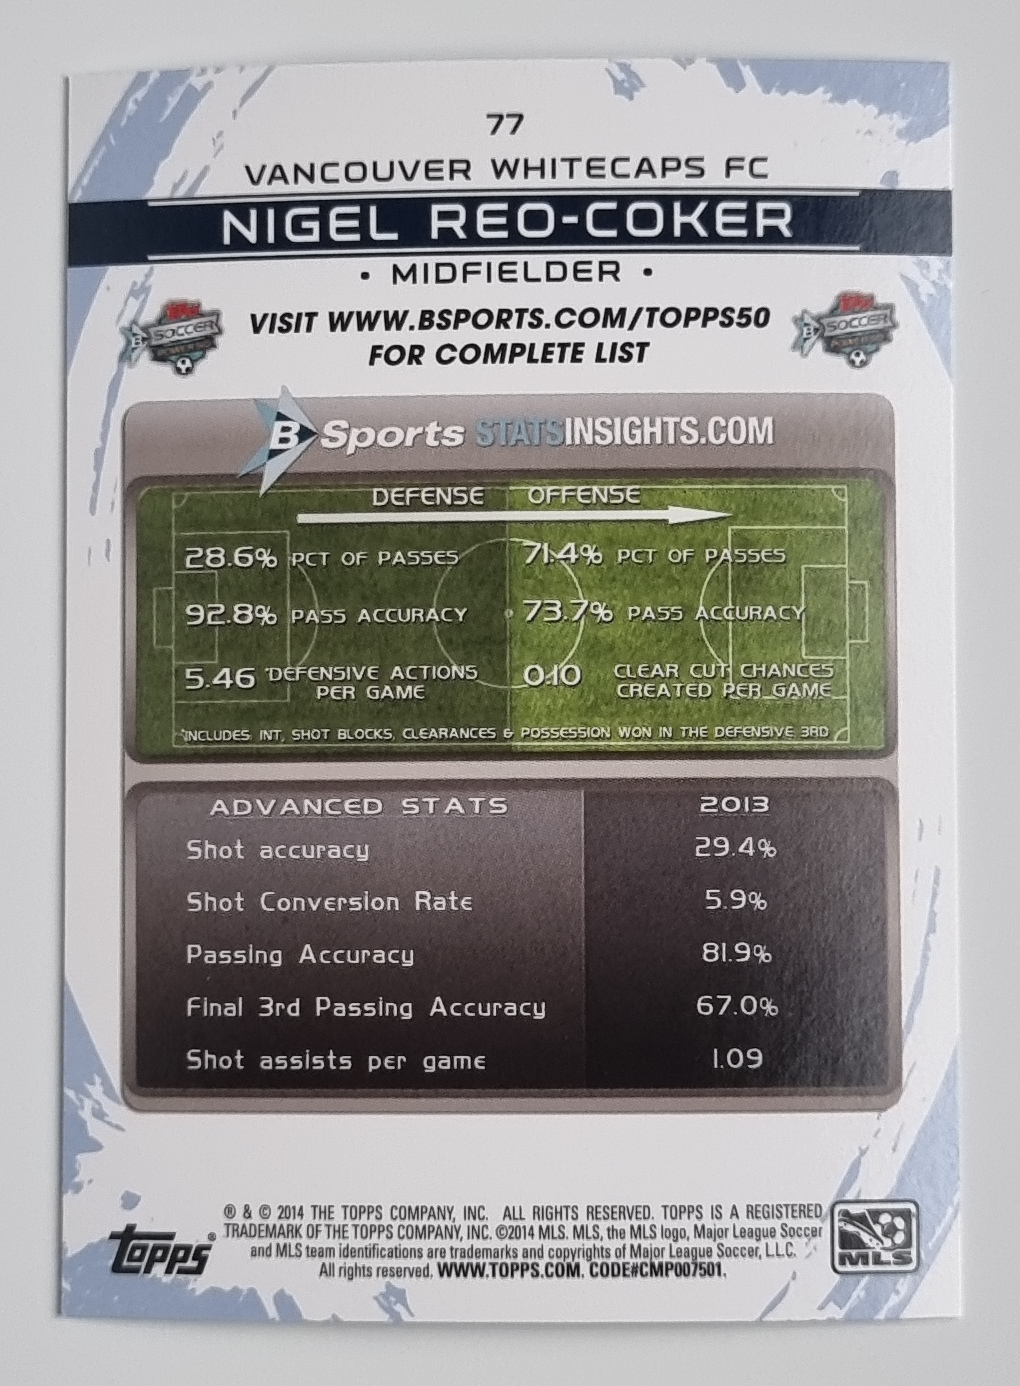 77
VANCOUVER WHITECAPS FC
NIGEL REO-COKER
• MIDFIELDER •
VISIT WWW.BSPORTS.COM/TOPPS50
FOR COMPLETE LIST
SOCCER
SOCCER
B Sports STATSINSIGHTS.COM
DEFENSE OFFENSE
28.6% PCT OF PASSES 71.4% PCT OF PASSES
92.8% PASS ACCURACY 73.7% PASS ACCURACY
5.46 *DEFENSIVE ACTIONS PER GAME 0.10 CLEAR CUT CHANCES CREATED PER GAME
*INCLUDES INT, SHOT BLOCKS, CLEARANCES & POSSESSION WON IN THE DEFENSIVE 3RD
ADVANCED STATS 2013
Shot accuracy 29.4%
Shot Conversion Rate 5.9%
Passing Accuracy 81.9%
Final 3rd Passing Accuracy 67.0%
Shot assists per game 1.09
® & © 2014 THE TOPPS COMPANY, INC. ALL RIGHTS RESERVED. TOPPS IS A REGISTERED
TRADEMARK OF THE TOPPS COMPANY, INC. ©2014 MLS. MLS, the MLS logo, Major League Soccer
and MLS team identifications are trademarks and copyrights of Major League Soccer, L.L.C.
All rights reserved. WWW.TOPPS.COM. CODE#CMP007501.
topps®
MLS